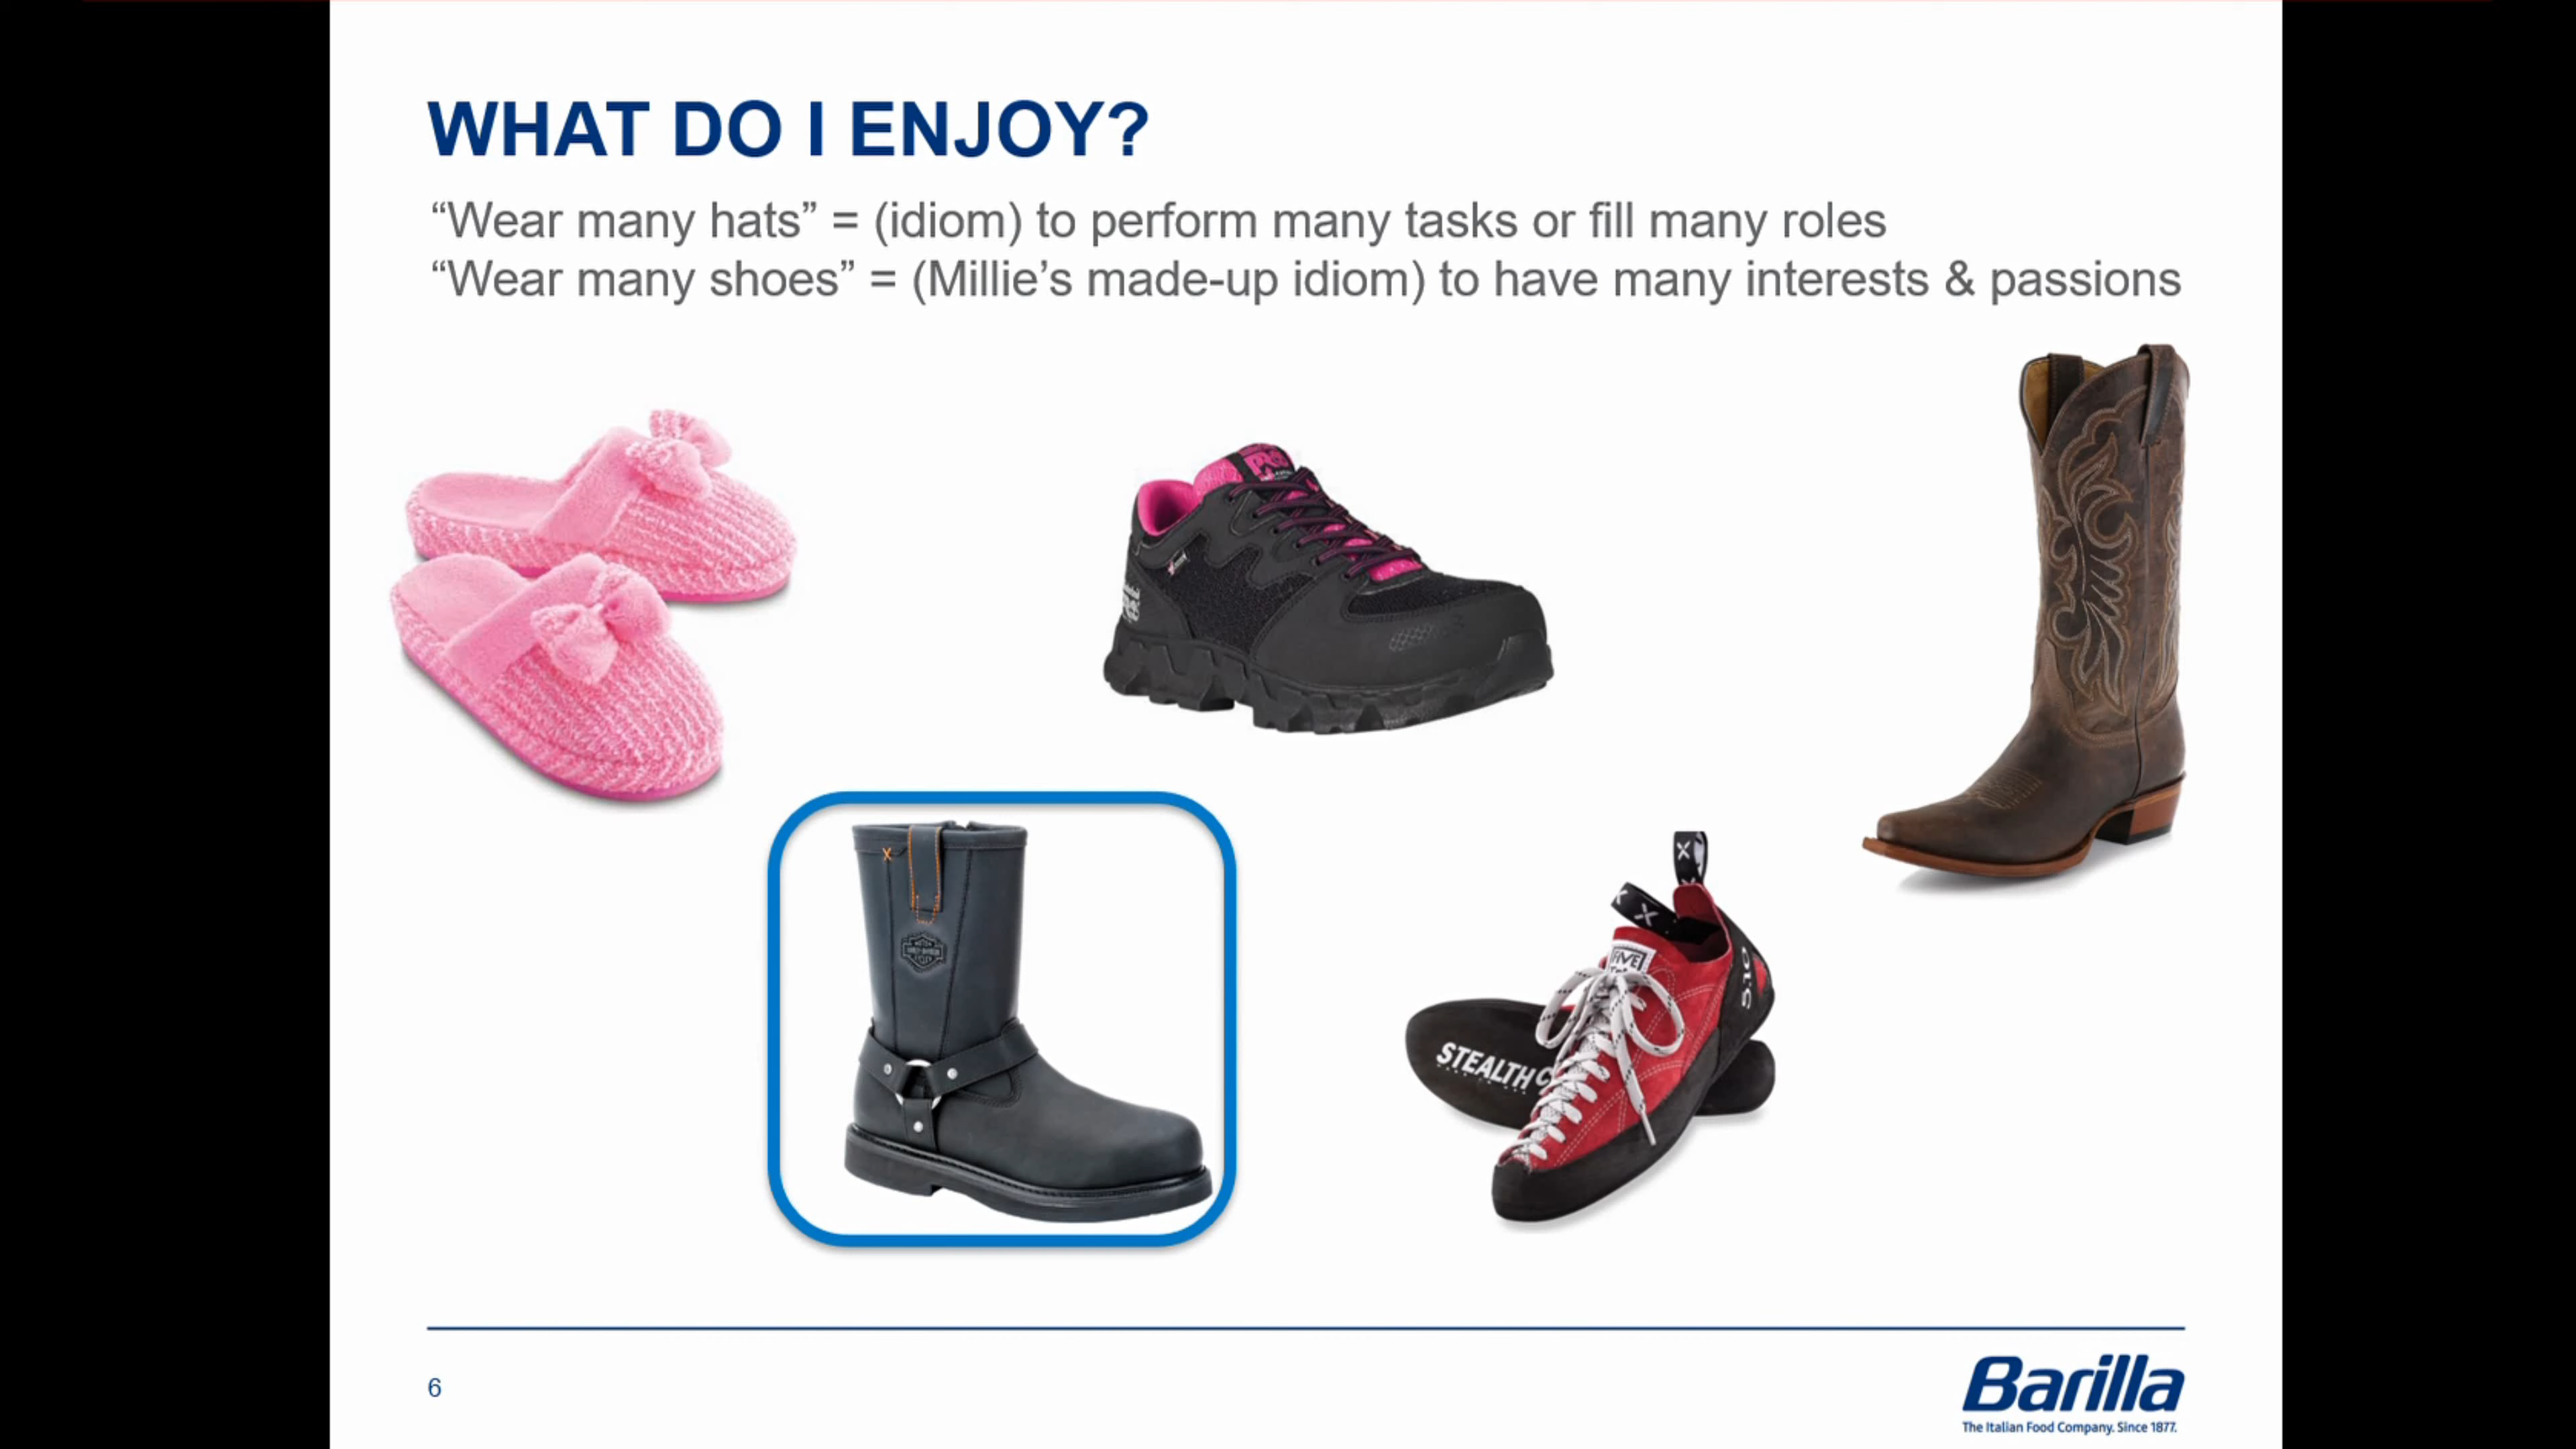 WHAT DO I ENJOY?
“Wear many hats” = (idiom) to perform many tasks or fill many roles
“Wear many shoes” = (Millie’s made-up idiom) to have many interests & passions
PRO
FIVE
5.10
STEALTH
6
Barilla
The Italian Food Company. Since 1877.